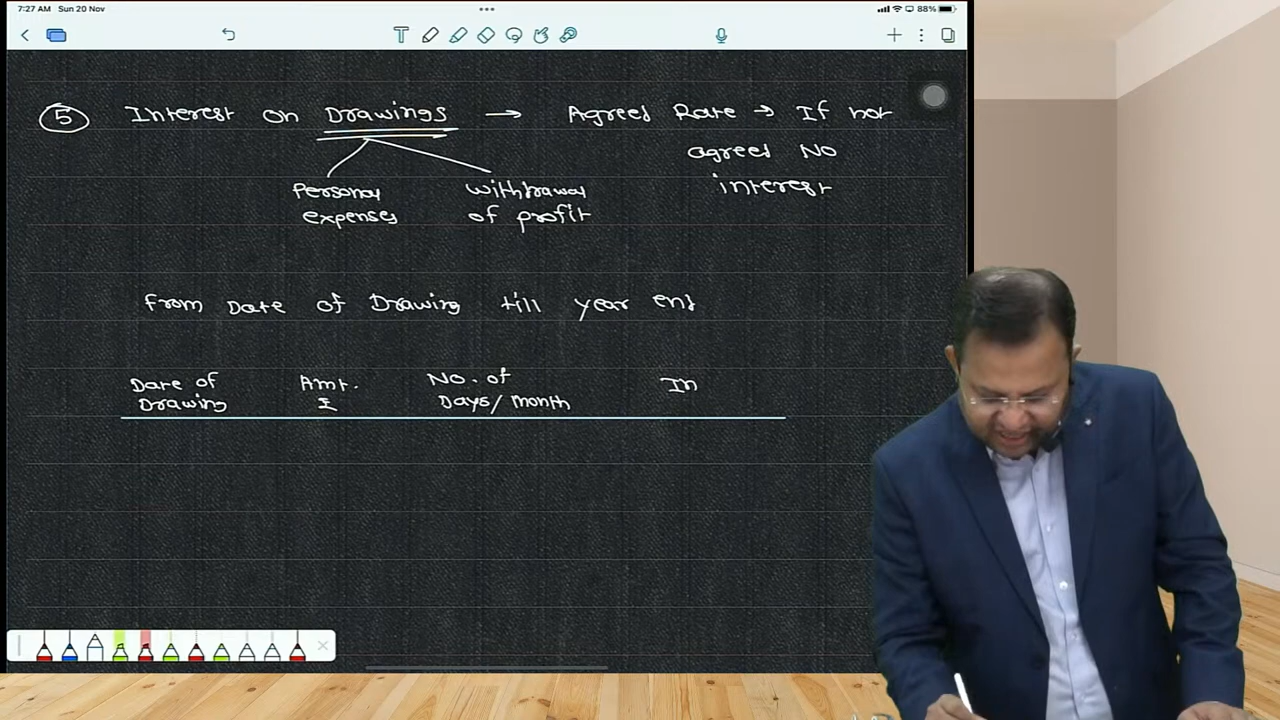 7:27 AM Sun 20 Nov
88%
5 Interest on Drawings → Agreed Rate → If not
agreed No
interest
Personal withdrawal
expenses of profit
From Date of Drawing till year end
Date of Amt. No. of In
Drawing I Days/month